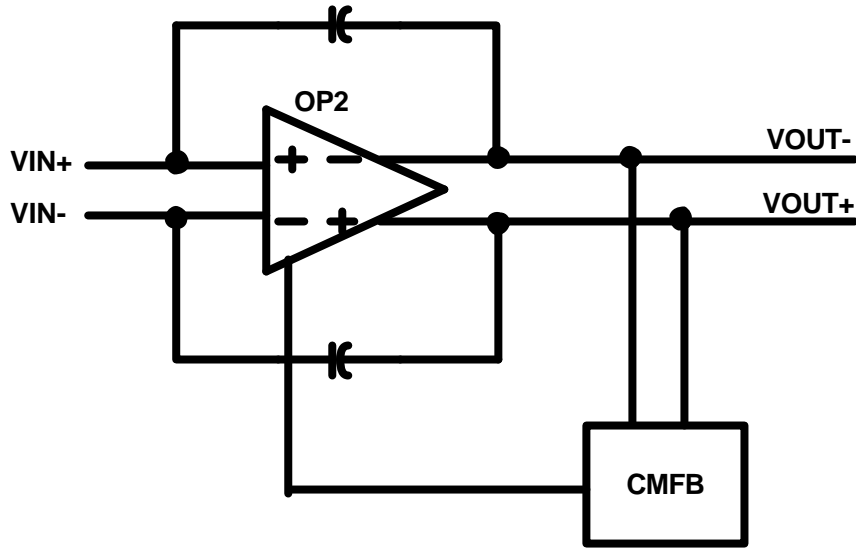 OP2
VIN+
VIN-
+ -
- +
VOUT-
VOUT+
CMFB